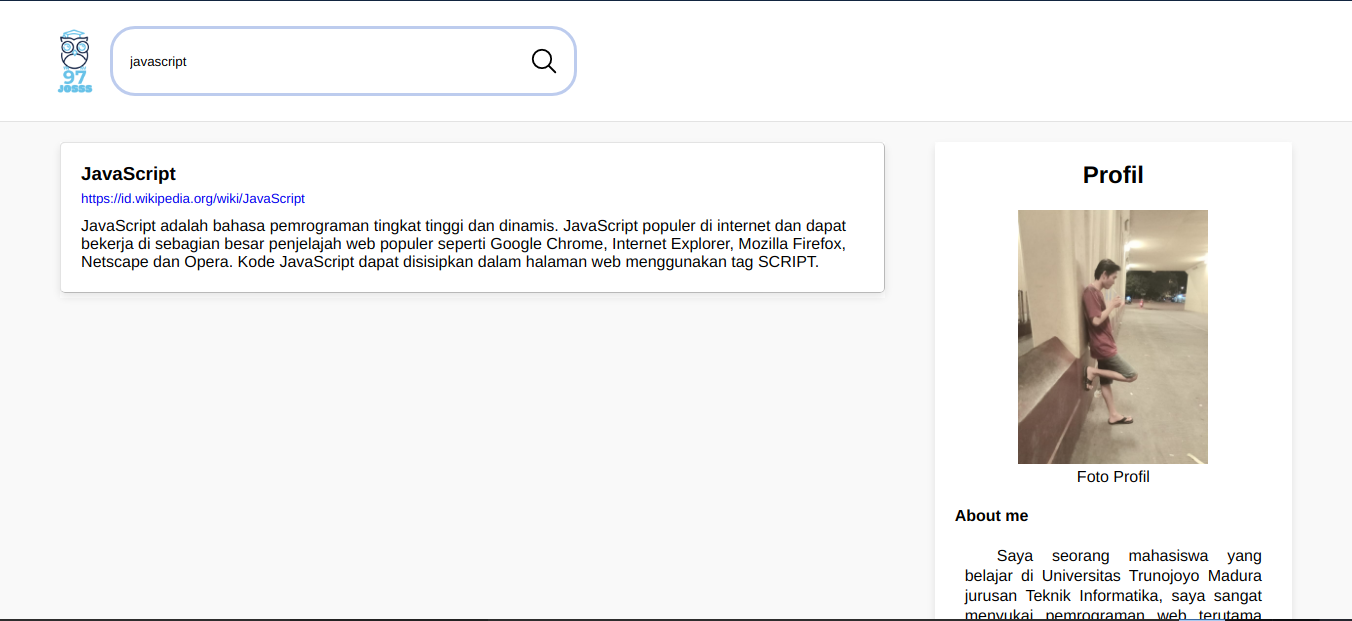 97
JOSSS
javascript
JavaScript
https://id.wikipedia.org/wiki/JavaScript
JavaScript adalah bahasa pemrograman tingkat tinggi dan dinamis. JavaScript populer di internet dan dapat
bekerja di sebagian besar penjelajah web populer seperti Google Chrome, Internet Explorer, Mozilla Firefox,
Netscape dan Opera. Kode JavaScript dapat disisipkan dalam halaman web menggunakan tag SCRIPT.
Profil
Foto Profil
About me
Saya seorang mahasiswa yang
belajar di Universitas Trunojoyo Madura
jurusan Teknik Informatika, saya sangat
menyukai pemrograman web terutama